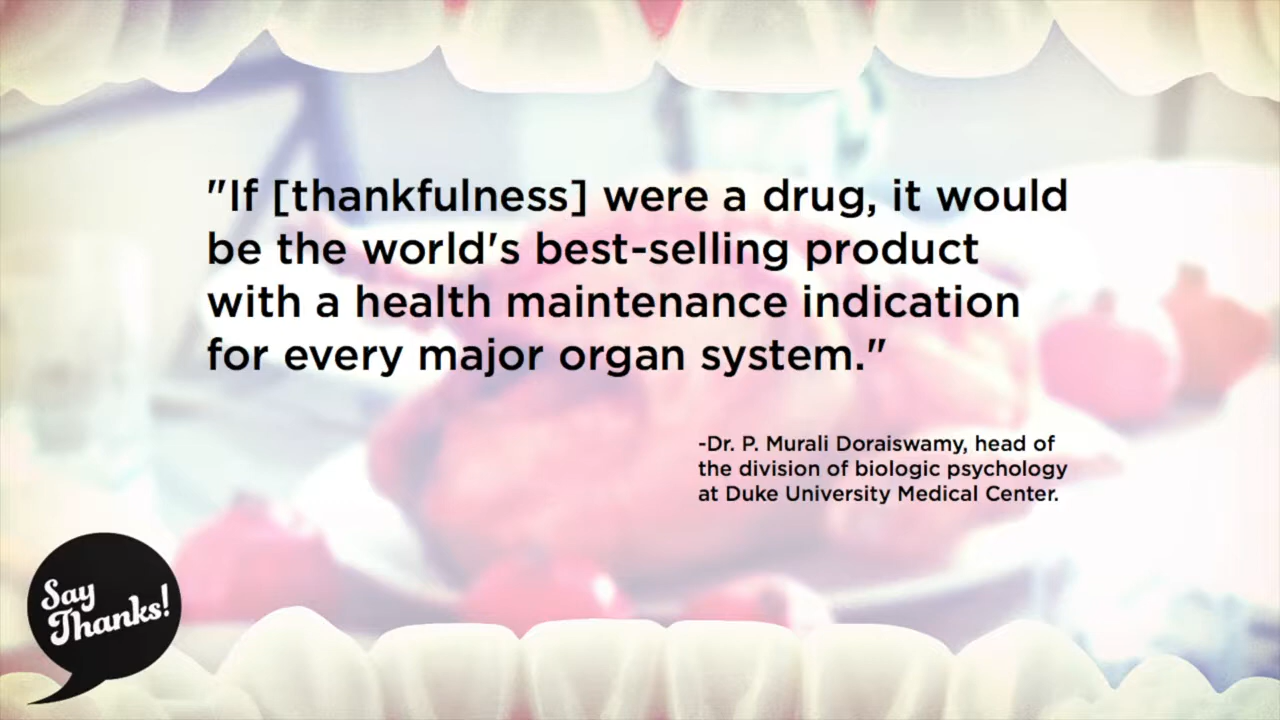 "If [thankfulness] were a drug, it would
be the world's best-selling product
with a health maintenance indication
for every major organ system."
-Dr. P. Murali Doraiswamy, head of
the division of biologic psychology
at Duke University Medical Center.
Say
Thanks!